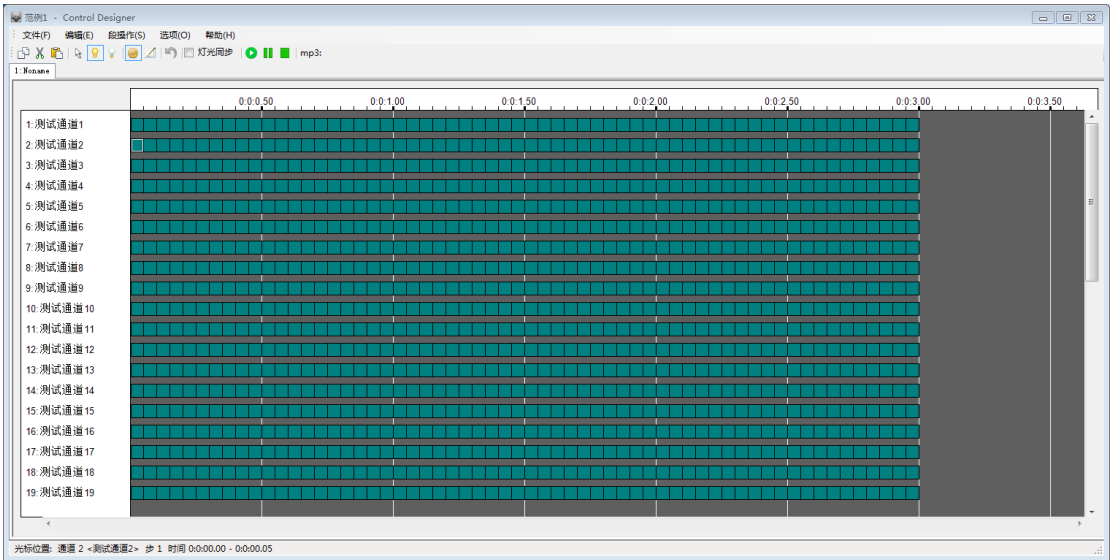 范例1 - Control Designer
文件(F) 编辑(E) 段操作(S) 选项(O) 帮助(H)
灯光同步 mp3:
1:Noname
0:0:0.50 0:0:1.00 0:0:1.50 0:0:2.00 0:0:2.50 0:0:3.00 0:0:3.50
1:测试通道1
2:测试通道2
3:测试通道3
4:测试通道4
5:测试通道5
6:测试通道6
7:测试通道7
8:测试通道8
9:测试通道9
10:测试通道10
11:测试通道11
12:测试通道12
13:测试通道13
14:测试通道14
15:测试通道15
16:测试通道16
17:测试通道17
18:测试通道18
19:测试通道19
光标位置: 通道 2 <测试通道2> 步 1 时间 0:0:00.00 - 0:0:00.05